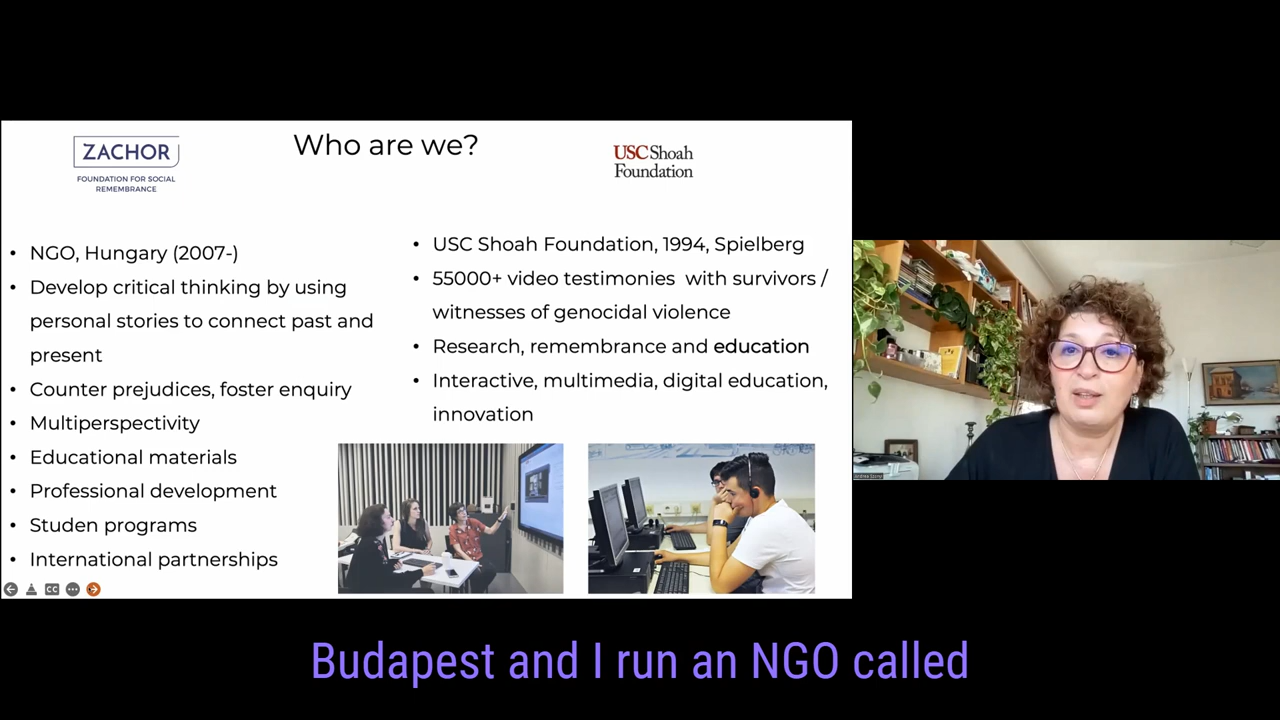 Who are we?
ZACHOR
FOUNDATION FOR SOCIAL
REMEMBRANCE
USC Shoah
Foundation
• NGO, Hungary (2007-)
• Develop critical thinking by using
personal stories to connect past and
present
• Counter prejudices, foster enquiry
• Multiperspectivity
• Educational materials
• Professional development
• Studen programs
• International partnerships
• USC Shoah Foundation, 1994, Spielberg
• 55000+ video testimonies with survivors /
witnesses of genocidal violence
• Research, remembrance and education
• Interactive, multimedia, digital education,
innovation
CC
Budapest and I run an NGO called